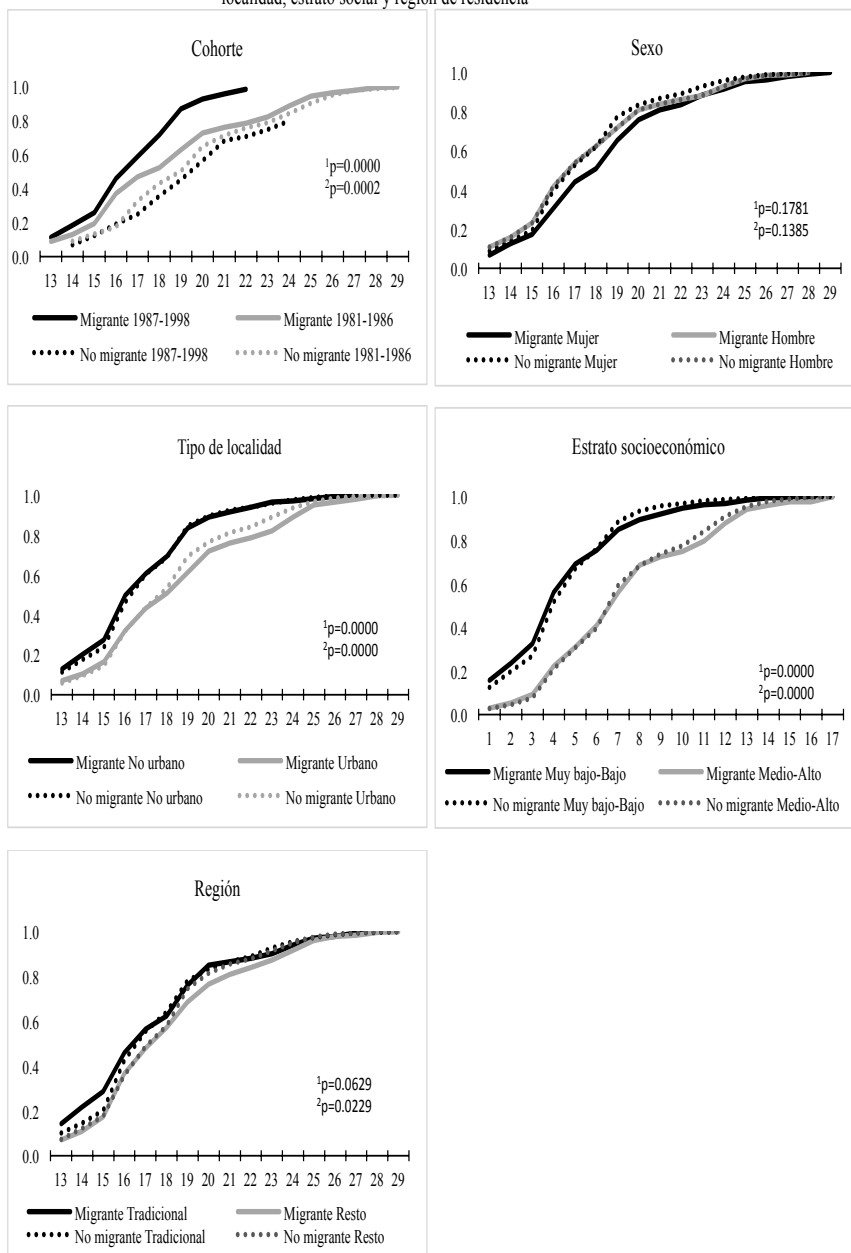 localidad, estrato social y región de residencia
Cohorte
1.0
0.8
0.6
0.4
0.2
0.0
¹p=0.0000
²p=0.0002
13 14 15 16 17 18 19 20 21 22 23 24 25 26 27 28 29
Migrante 1987-1998 Migrante 1981-1986
No migrante 1987-1998 No migrante 1981-1986
Sexo
1.0
0.8
0.6
0.4
0.2
0.0
¹p=0.1781
²p=0.1385
13 14 15 16 17 18 19 20 21 22 23 24 25 26 27 28 29
Migrante Mujer Migrante Hombre
No migrante Mujer No migrante Hombre
Tipo de localidad
1.0
0.8
0.6
0.4
0.2
0.0
¹p=0.0000
²p=0.0000
13 14 15 16 17 18 19 20 21 22 23 24 25 26 27 28 29
Migrante No urbano Migrante Urbano
No migrante No urbano No migrante Urbano
Estrato socioeconómico
1.0
0.8
0.6
0.4
0.2
0.0
¹p=0.0000
²p=0.0000
1 2 3 4 5 6 7 8 9 10 11 12 13 14 15 16 17
Migrante Muy bajo-Bajo Migrante Medio-Alto
No migrante Muy bajo-Bajo No migrante Medio-Alto
Región
1.0
0.8
0.6
0.4
0.2
0.0
¹p=0.0629
²p=0.0229
13 14 15 16 17 18 19 20 21 22 23 24 25 26 27 28 29
Migrante Tradicional Migrante Resto
No migrante Tradicional No migrante Resto